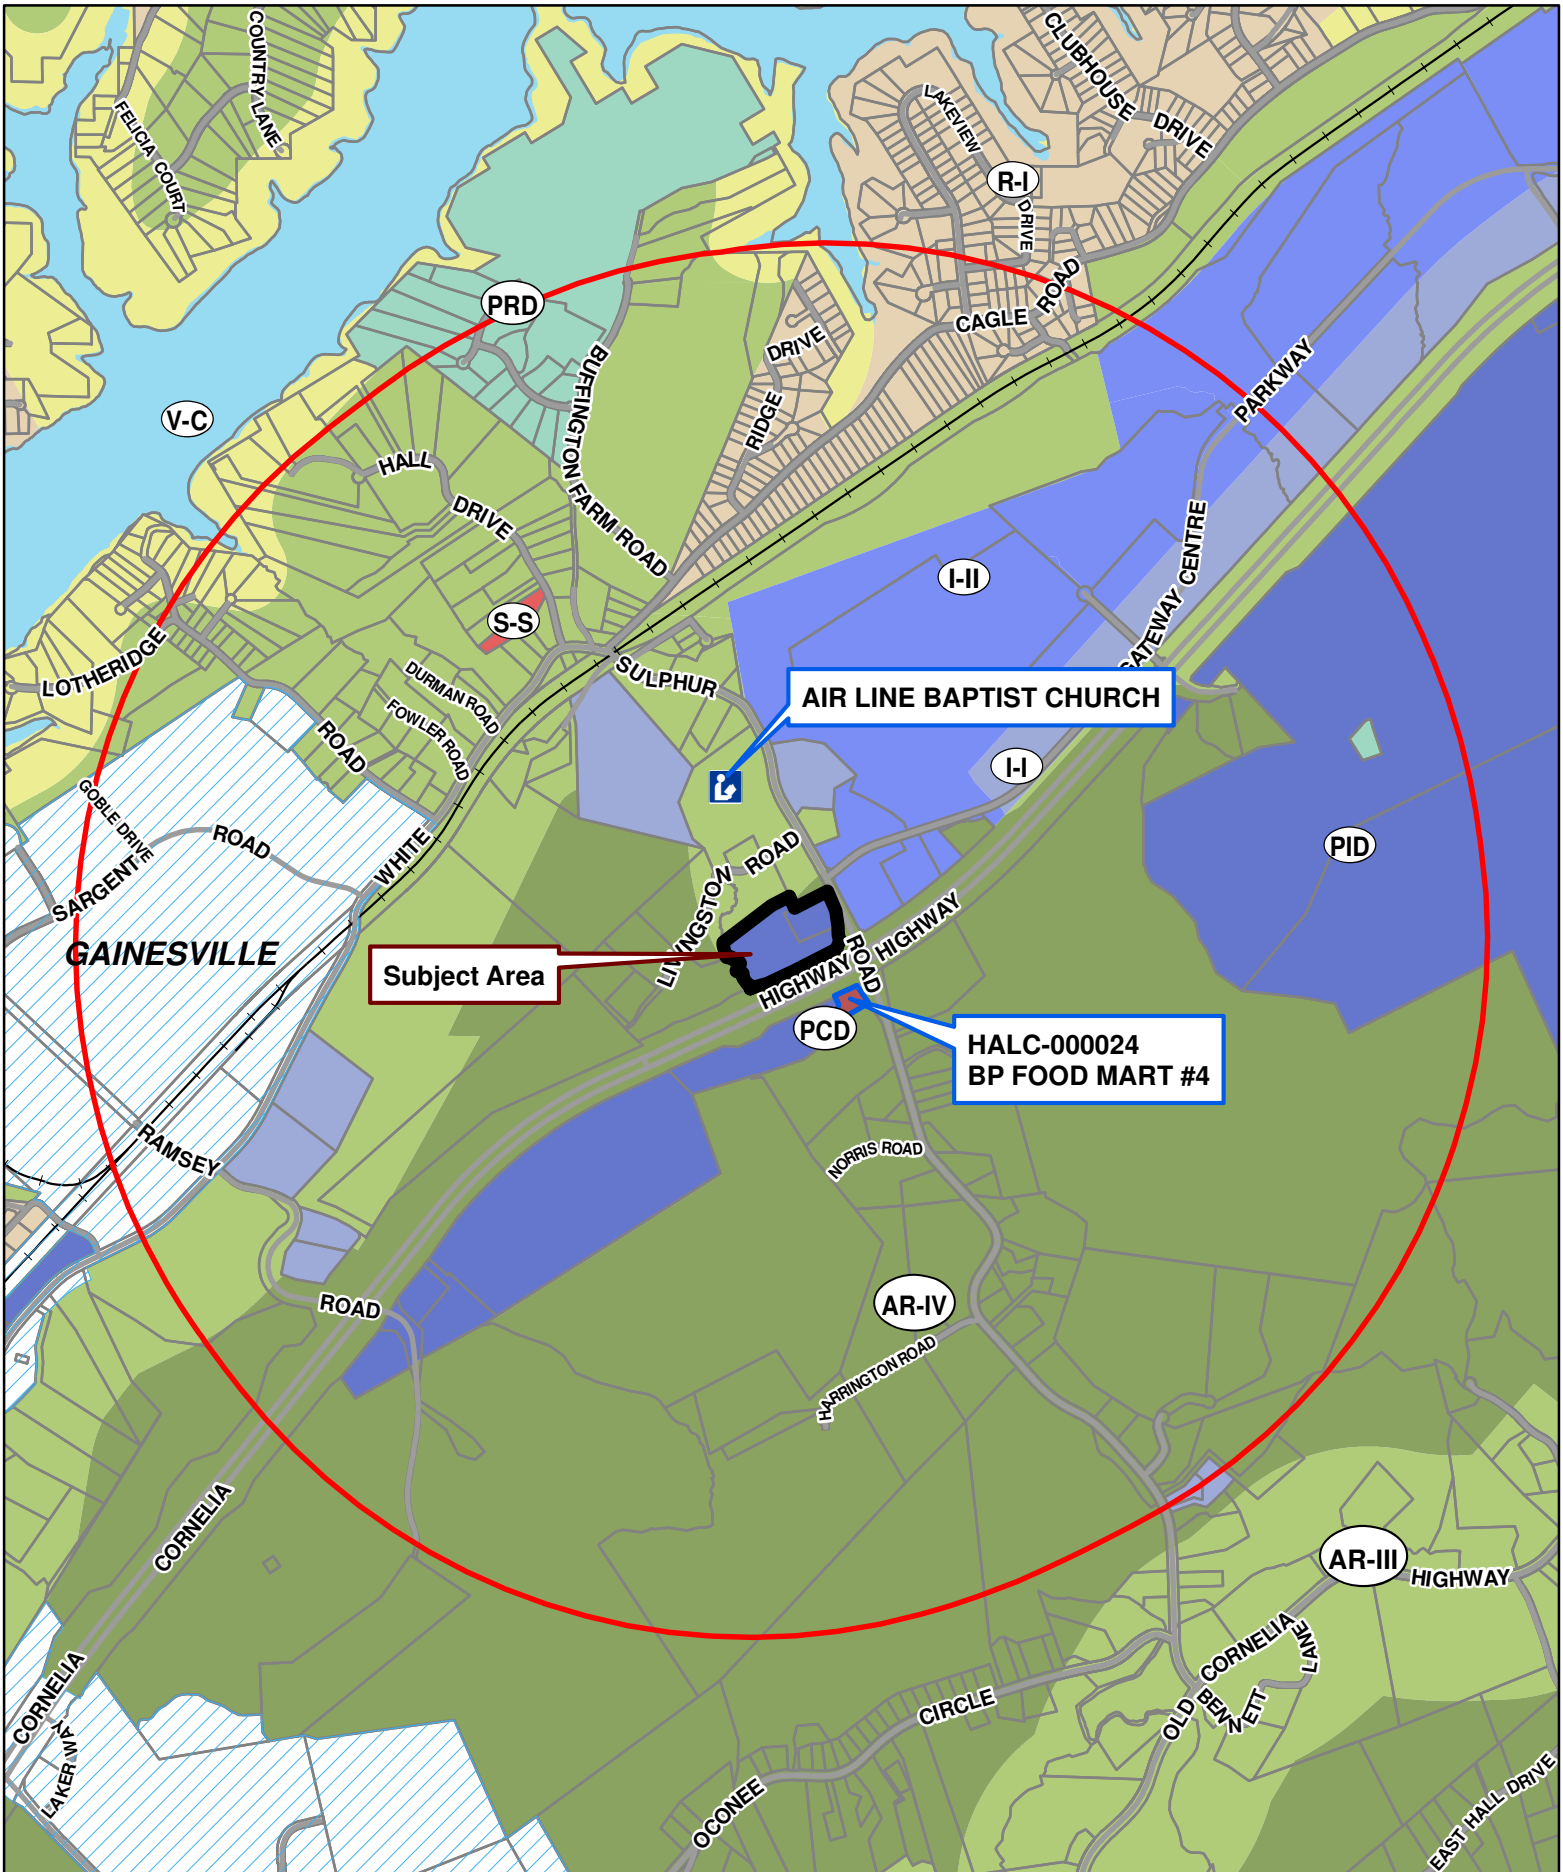 COUNTRY LANE
FELICIA COURT
CLUBHOUSE
DRIVE
LAKEVIEW
DRIVE
R-I
PRD
V-C
ROAD
CAGLE
DRIVE
RIDGE
PARKWAY
BUFFINGTON FARM ROAD
HALL
DRIVE
CENTRE
GATEWAY
I-II
S-S
LOTHERIDGE
ROAD
SULPHUR
DURMAN ROAD
FOWLER ROAD
AIR LINE BAPTIST CHURCH
I-I
PID
GOBLE DRIVE
SARGENT
ROAD
WHITE
ROAD
LIVINGSTON
GAINESVILLE
Subject Area
HIGHWAY
HIGHWAY
ROAD
PCD
HALC-000024
BP FOOD MART #4
RAMSEY
ROAD
NORRIS ROAD
AR-IV
HARRINGTON ROAD
CORNELIA
AR-III
HIGHWAY
CORNELIA
LANE
BENNETT
OLD
CIRCLE
OCONEE
CORNELIA
LAKER WAY
EAST HALL DRIVE